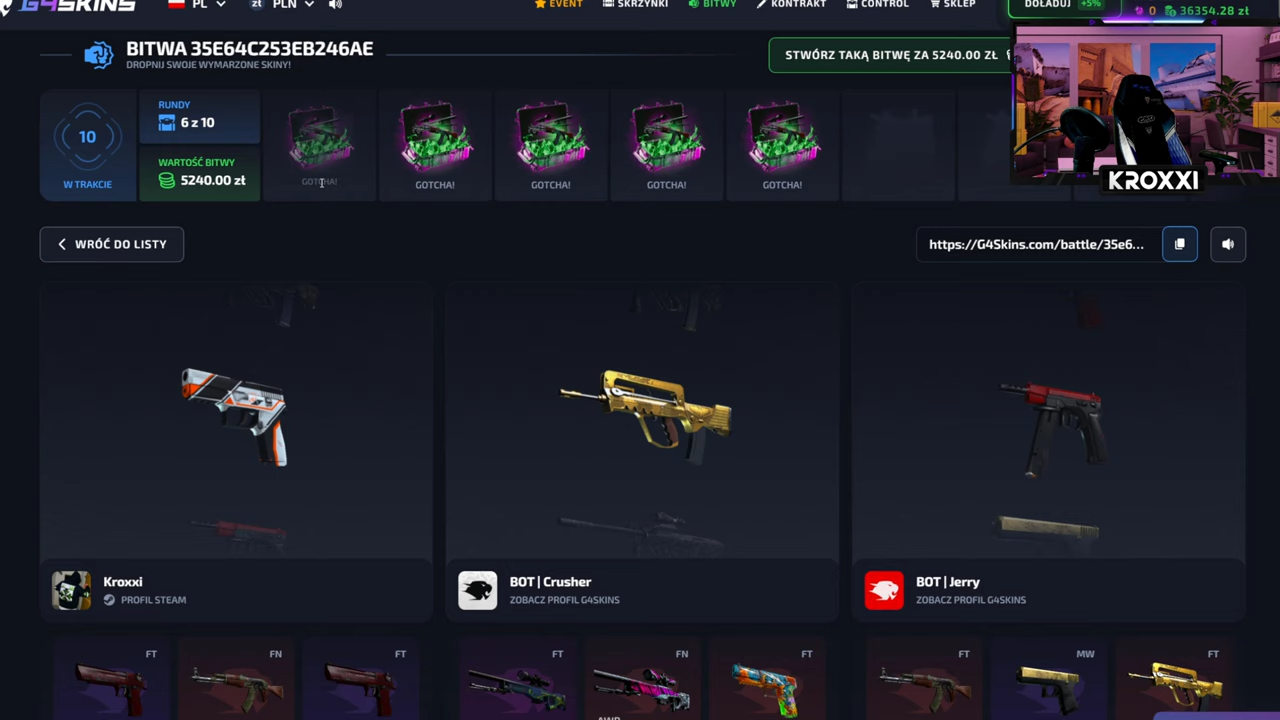 G4SKINS
PL
zł PLN
EVENT
SKRZYNKI
BITWY
KONTRAKT
CONTROL
SKLEP
DOŁADUJ +5%
0 36354.28 zł
BITWA 35E64C253EB246AE
DROPNIJ SWOJE WYMARZONE SKINY!
STWÓRZ TAKĄ BITWĘ ZA 5240.00 ZŁ
10
W TRAKCIE
RUNDY
6 z 10
WARTOŚĆ BITWY
5240.00 zł
GOTCHA!
GOTCHA!
GOTCHA!
GOTCHA!
GOTCHA!
KROXXI
WRÓĆ DO LISTY
https://G4Skins.com/battle/35e6...
Kroxxi
PROFIL STEAM
BOT | Crusher
ZOBACZ PROFIL G4SKINS
BOT | Jerry
ZOBACZ PROFIL G4SKINS
FT
FN
FT
FT
FN
FT
FT
MW
FT
AWP